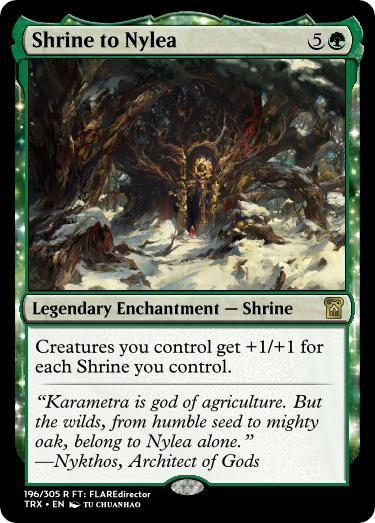 Shrine to Nylea 5
Legendary Enchantment — Shrine
Creatures you control get +1/+1 for
each Shrine you control.
“Karametra is god of agriculture. But
the wilds, from humble seed to mighty
oak, belong to Nylea alone.”
—Nykthos, Architect of Gods
196/305 R FT: FLAREdirector
TRX • EN TU CHUANHAO